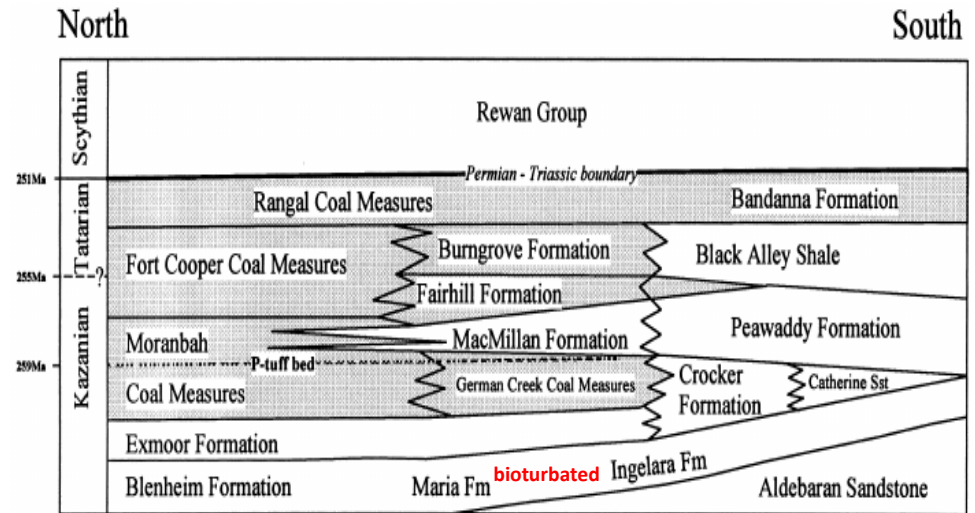 North
South
Scythian
Rewan Group
251Ma
Permian - Triassic boundary
Tatarian
Rangal Coal Measures
Bandanna Formation
Fort Cooper Coal Measures
Burngrove Formation
Black Alley Shale
255Ma
?
Fairhill Formation
Kazanian
Moranbah
MacMillan Formation
Peawaddy Formation
259Ma
P-tuff bed
Coal Measures
German Creek Coal Measures
Crocker
Formation
Catherine Sst
Exmoor Formation
Blenheim Formation
Maria Fm
bioturbated
Ingelara Fm
Aldebaran Sandstone